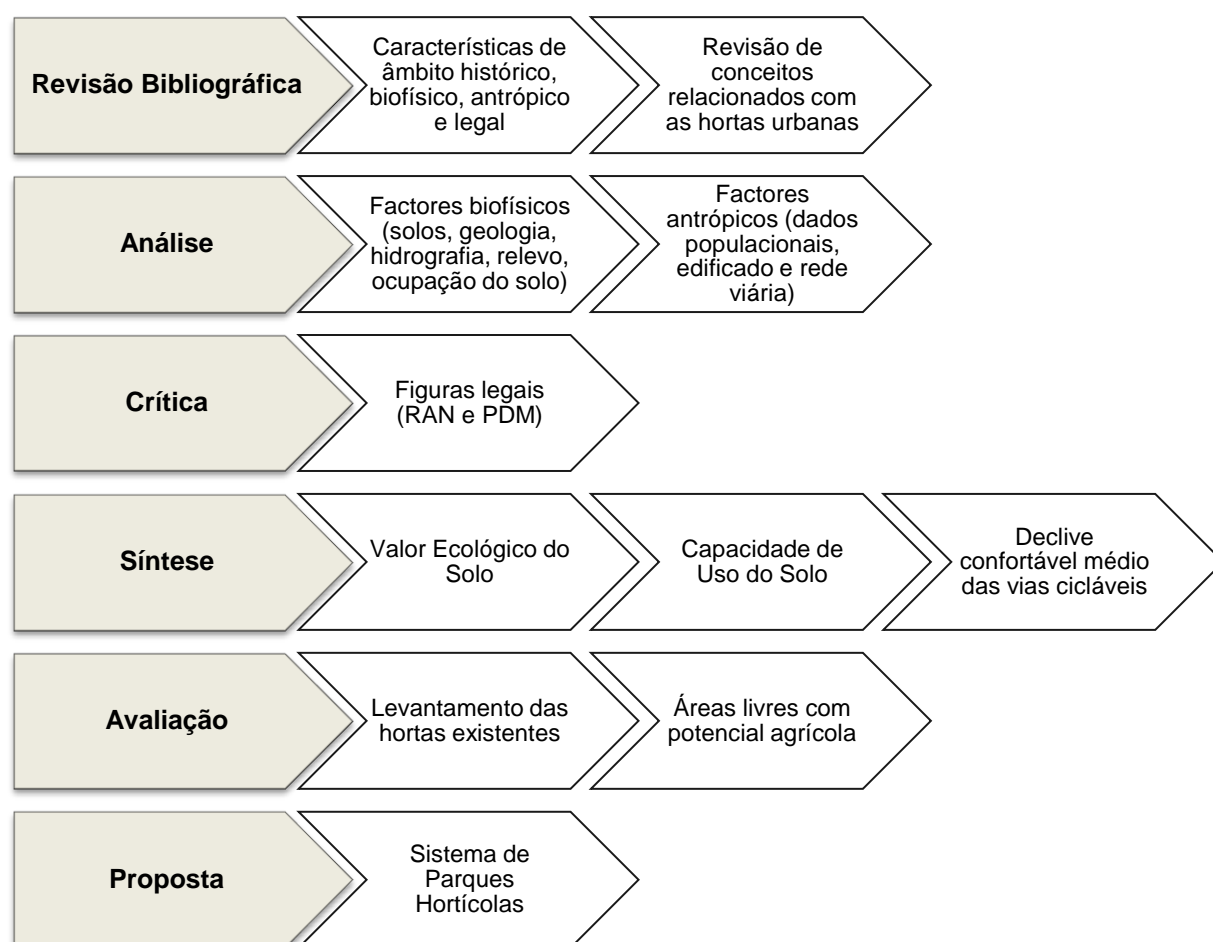 Revisão Bibliográfica
Características de
âmbito histórico,
biofísico, antrópico
e legal
Revisão de
conceitos
relacionados com
as hortas urbanas
Análise
Factores biofísicos
(solos, geologia,
hidrografia, relevo,
ocupação do solo)
Factores
antrópicos (dados
populacionais,
edificado e rede
viária)
Crítica
Figuras legais
(RAN e PDM)
Síntese
Valor Ecológico do
Solo
Capacidade de
Uso do Solo
Declive
confortável médio
das vias cicláveis
Avaliação
Levantamento das
hortas existentes
Áreas livres com
potencial agrícola
Proposta
Sistema de
Parques
Hortícolas